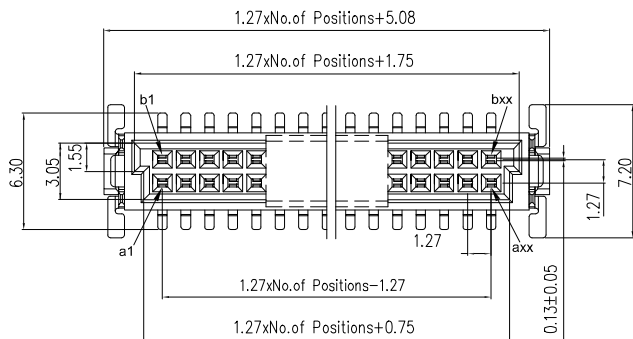 1.27xNo.of Positions+5.08
1.27xNo.of Positions+1.75
b1
bxx
6.30
3.05
1.55
1.27
7.20
a1
axx
1.27
0.13±0.05
1.27xNo.of Positions-1.27
1.27xNo.of Positions+0.75